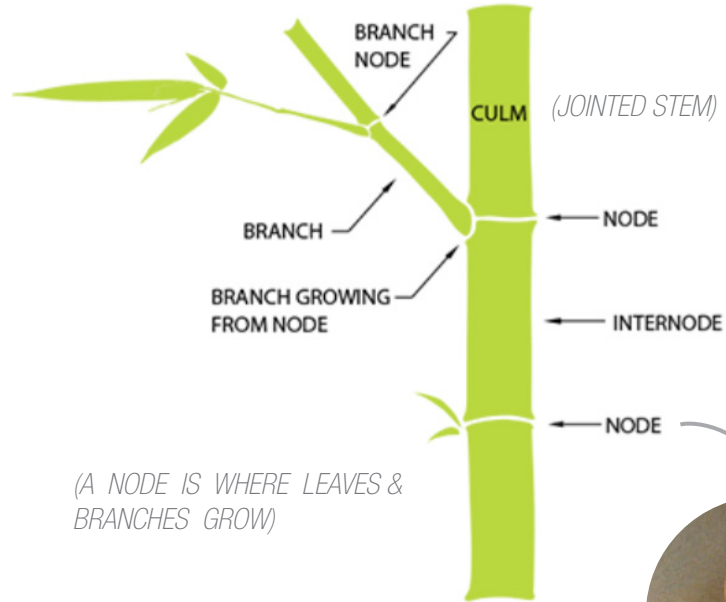 BRANCH
NODE
CULM
(JOINTED STEM)
NODE
BRANCH
BRANCH GROWING
FROM NODE
INTERNODE
NODE
(A NODE IS WHERE LEAVES &
BRANCHES GROW)